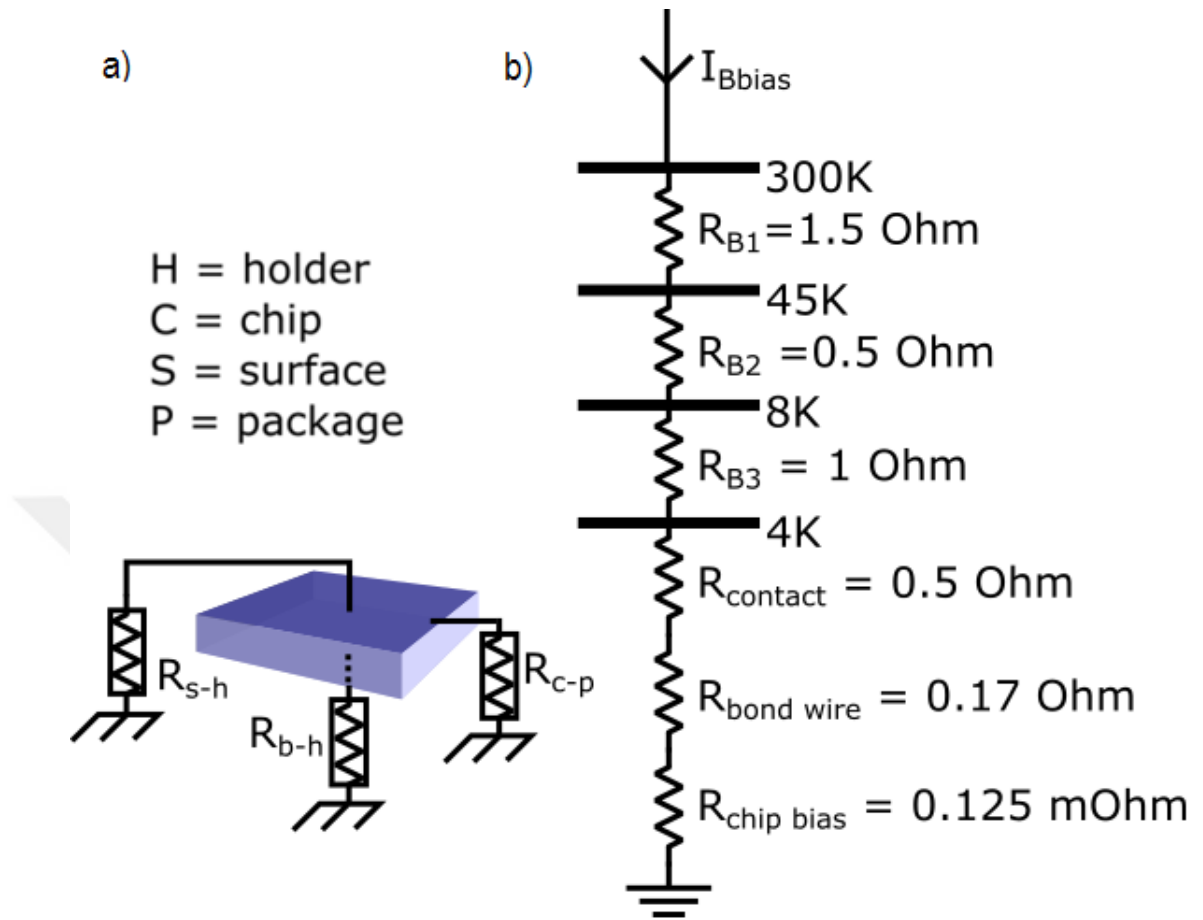 a)
H = holder
C = chip
S = surface
P = package
R_s-h
R_b-h
R_c-p
b)
I_Bbias
300K
R_B1=1.5 Ohm
45K
R_B2 =0.5 Ohm
8K
R_B3 = 1 Ohm
4K
R_contact = 0.5 Ohm
R_bond wire = 0.17 Ohm
R_chip bias = 0.125 mOhm